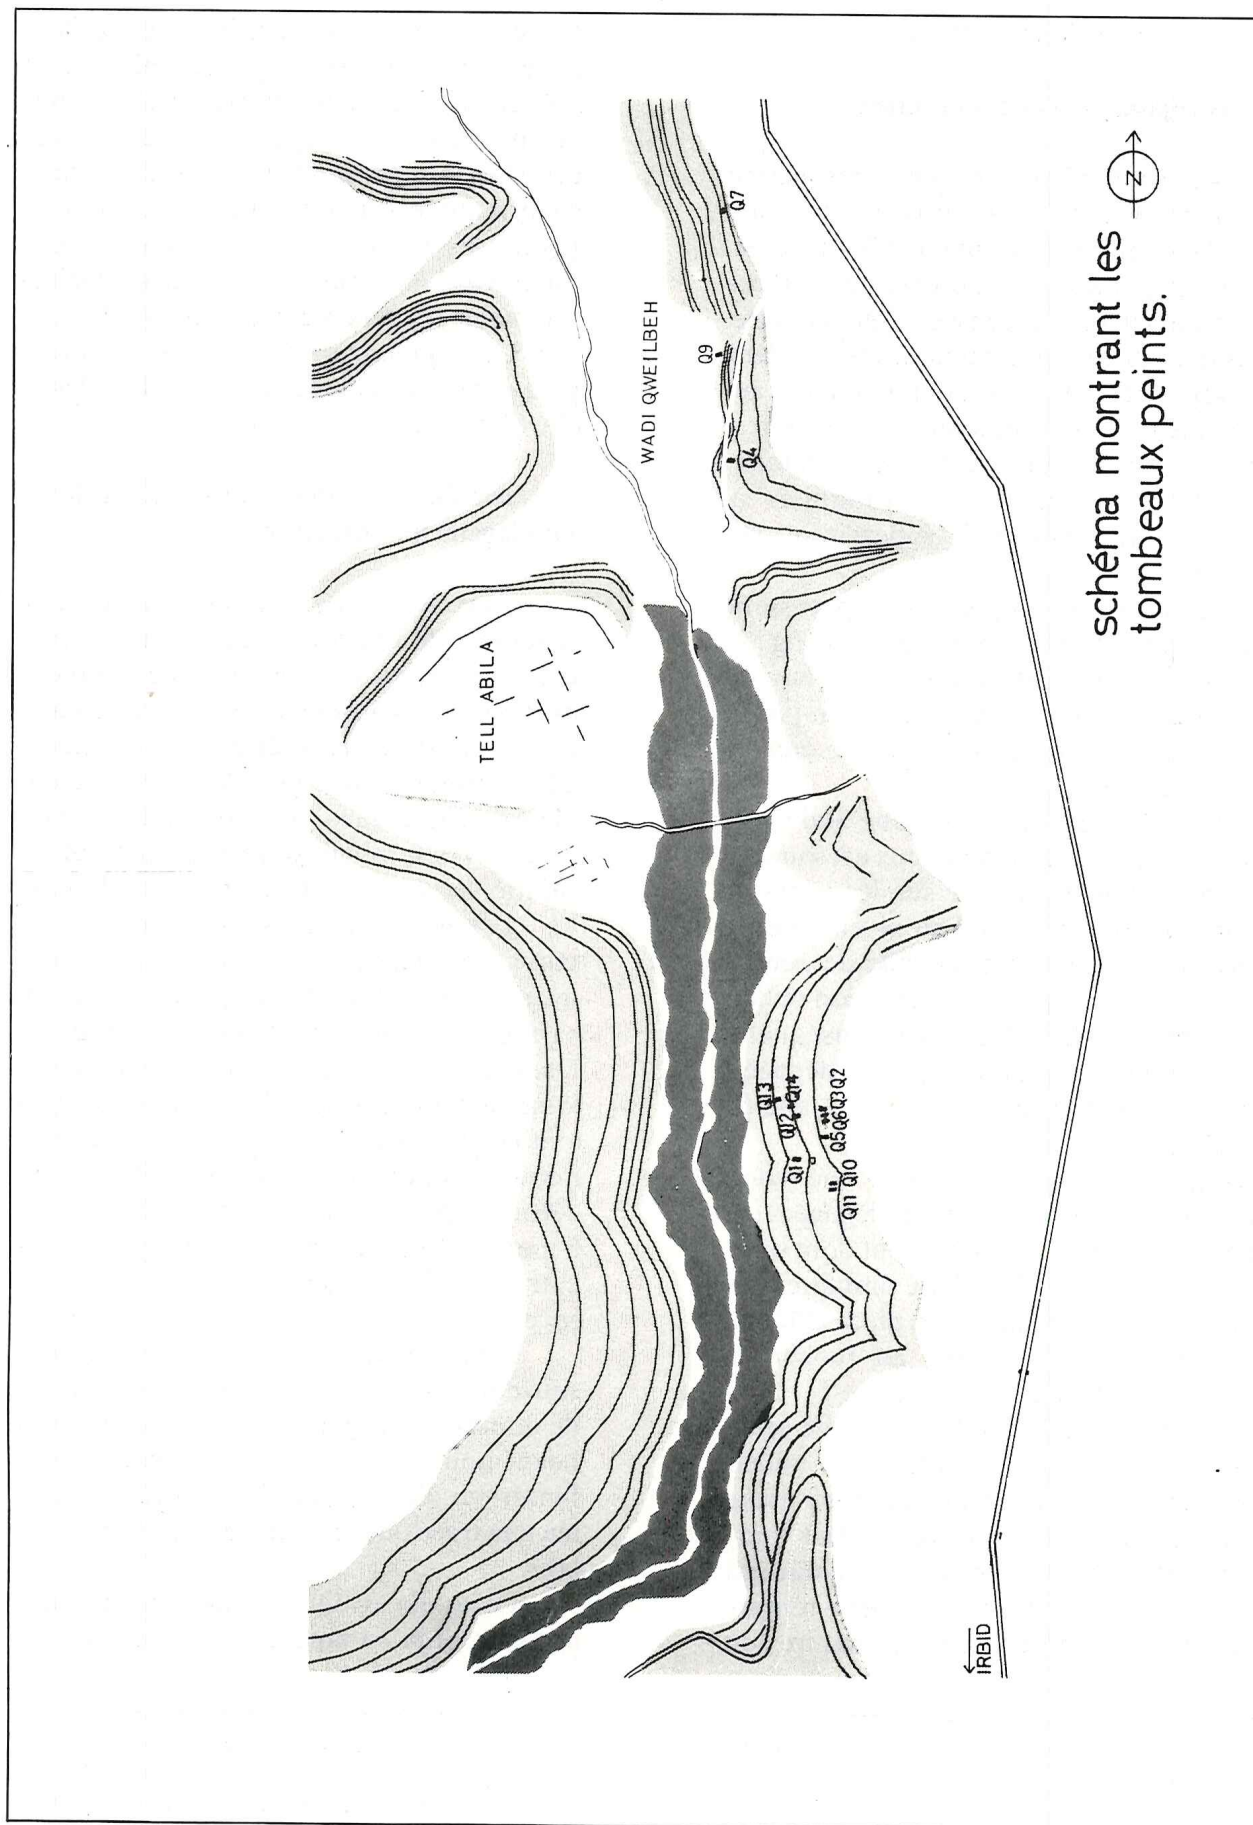 schéma montrant les
tombeaux peints.
N
WADI QWEILBEH
TELL ABILA
Q7
Q9
Q4
Q13
Q14
Q12
Q1
Q5 Q6 Q3 Q2
Q11 Q10
IRBID